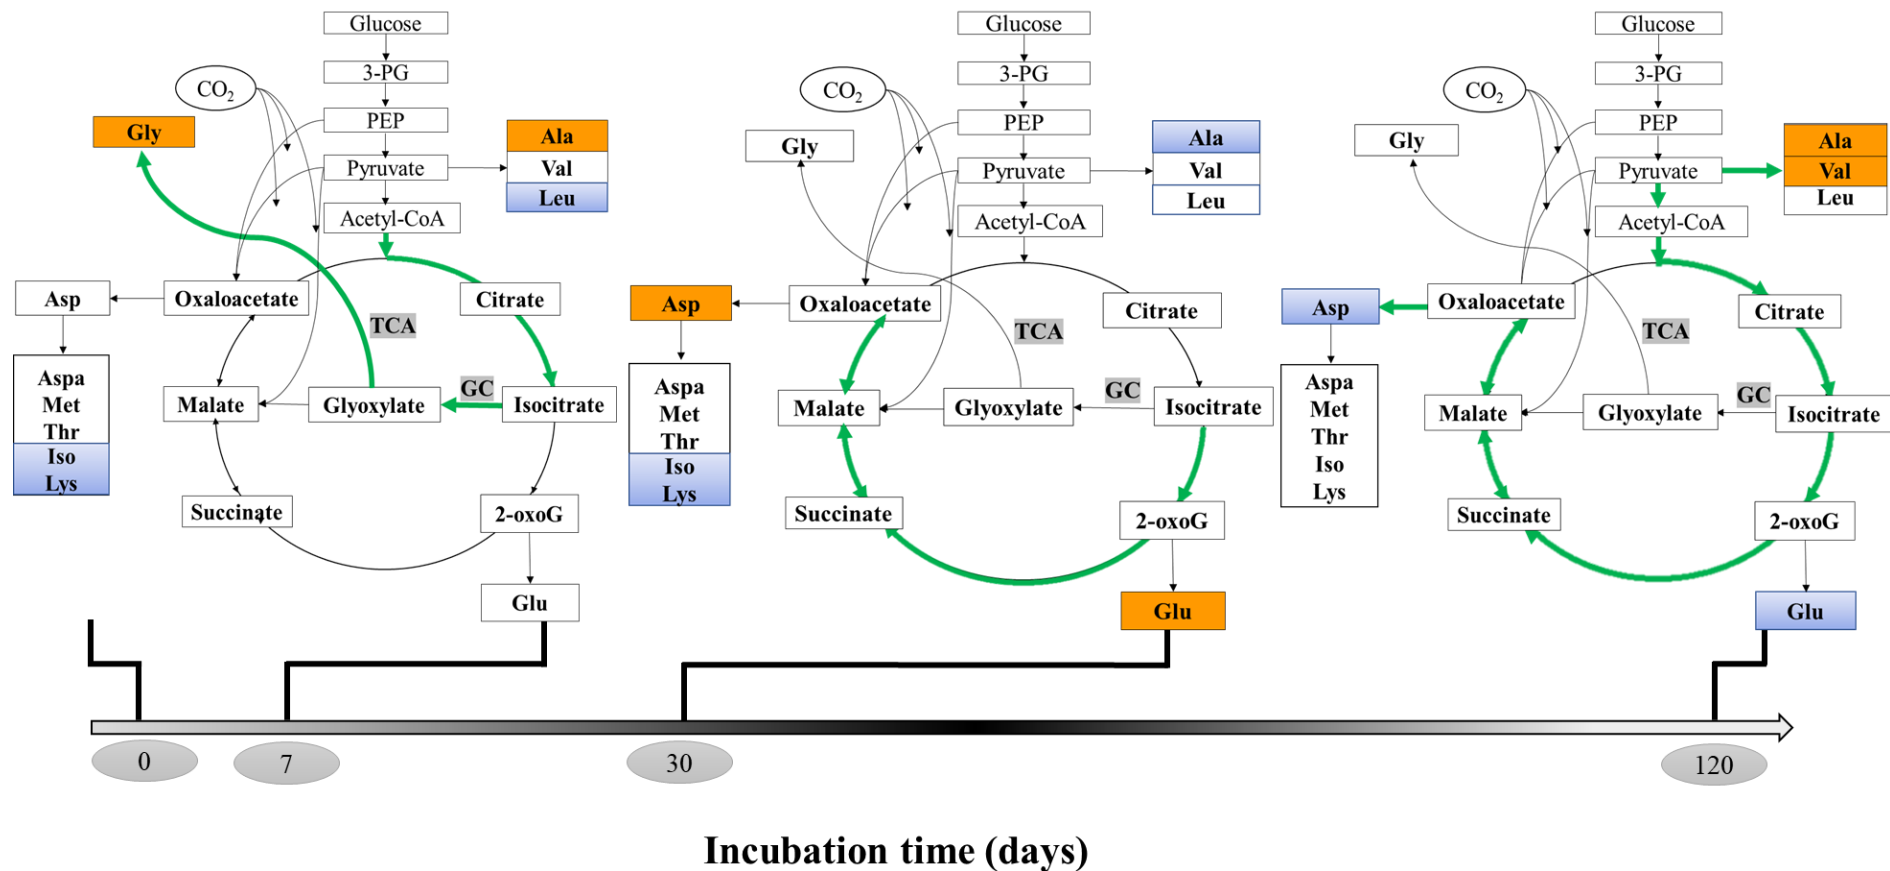 Glucose
3-PG
CO2
PEP
Gly
Ala
Val
Leu
Pyruvate
Acetyl-CoA
Asp
Oxaloacetate
Citrate
TCA
Aspa
Met
Thr
Iso
Lys
Malate
Glyoxylate
GC
Isocitrate
Succinate
2-oxoG
Glu
Glucose
3-PG
CO2
PEP
Gly
Ala
Val
Leu
Pyruvate
Acetyl-CoA
Asp
Oxaloacetate
Citrate
TCA
Aspa
Met
Thr
Iso
Lys
Malate
Glyoxylate
GC
Isocitrate
Succinate
2-oxoG
Glu
Glucose
3-PG
CO2
PEP
Gly
Ala
Val
Leu
Pyruvate
Acetyl-CoA
Asp
Oxaloacetate
Citrate
TCA
Aspa
Met
Thr
Iso
Lys
Malate
Glyoxylate
GC
Isocitrate
Succinate
2-oxoG
Glu
0
7
30
120
Incubation time (days)